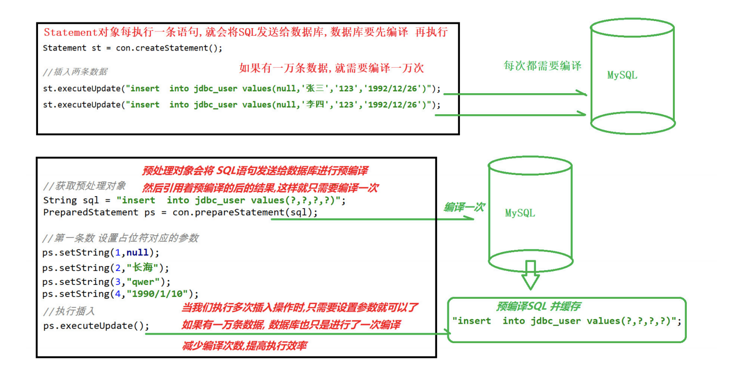 Statement对象每执行一条语句,就会将SQL发送给数据库,数据库要先编译 再执行
Statement st = con.createStatement();
//插入两条数据
如果有一万条数据,就需要编译一万次
st.executeUpdate("insert  into jdbc_user values(null,'张三','123','1992/12/26')");
st.executeUpdate("insert  into jdbc_user values(null,'李四','123','1992/12/26')");
每次都需要编译
MySQL
预处理对象会将 SQL语句发送给数据库进行预编译
//获取预处理对象
然后引用着预编译的后的结果,这样就只需要编译一次
String sql = "insert  into jdbc_user values(?,?,?,?)";
PreparedStatement ps = con.prepareStatement(sql);
编译一次
MySQL
//第一条数 设置占位符对应的参数
ps.setString(1,null);
ps.setString(2,"长海");
ps.setString(3,"qwer");
ps.setString(4,"1990/1/10");
//执行插入
当我们执行多次插入操作时,只需要设置参数就可以了
ps.executeUpdate();
如果有一万条数据, 数据库也只是进行了一次编译
减少编译次数,提高执行效率
预编译SQL 并缓存
"insert  into jdbc_user values(?,?,?,?)";